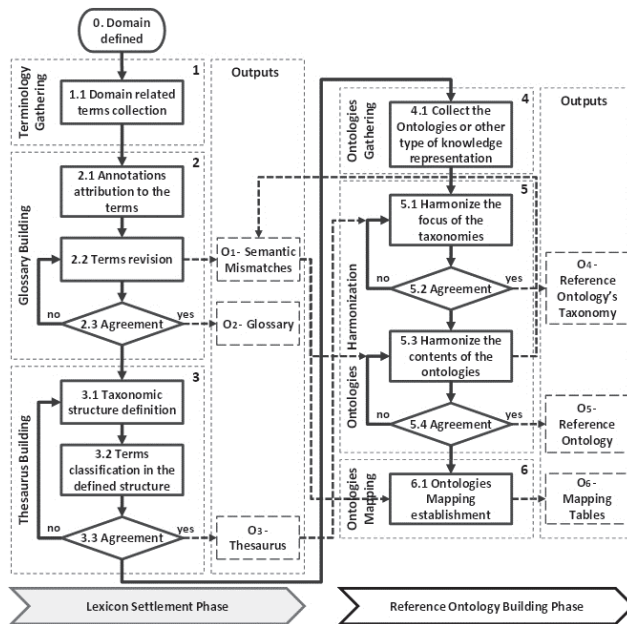 0. Domain
defined
Terminology
Gathering
1
1.1 Domain related
terms collection
Outputs
Glossary Building
2
2.1 Annotations
attribution to the
terms
2.2 Terms revision
no
2.3 Agreement
yes
O1- Semantic
Mismatches
O2- Glossary
Thesaurus Building
3
3.1 Taxonomic
structure definition
3.2 Terms
classification in the
defined structure
no
3.3 Agreement
yes
O3-
Thesaurus
Lexicon Settlement Phase
Ontologies
Gathering
4
4.1 Collect the
Ontologies or other
type of knowledge
representation
Outputs
Ontologies Harmonization
5
5.1 Harmonize the
focus of the
taxonomies
no
5.2 Agreement
yes
O4-
Reference
Ontology's
Taxonomy
5.3 Harmonize the
contents of the
ontologies
no
5.4 Agreement
yes
O5-
Reference
Ontology
Ontologies
Mapping
6
6.1 Ontologies
Mapping
establishment
O6-
Mapping
Tables
Reference Ontology Building Phase